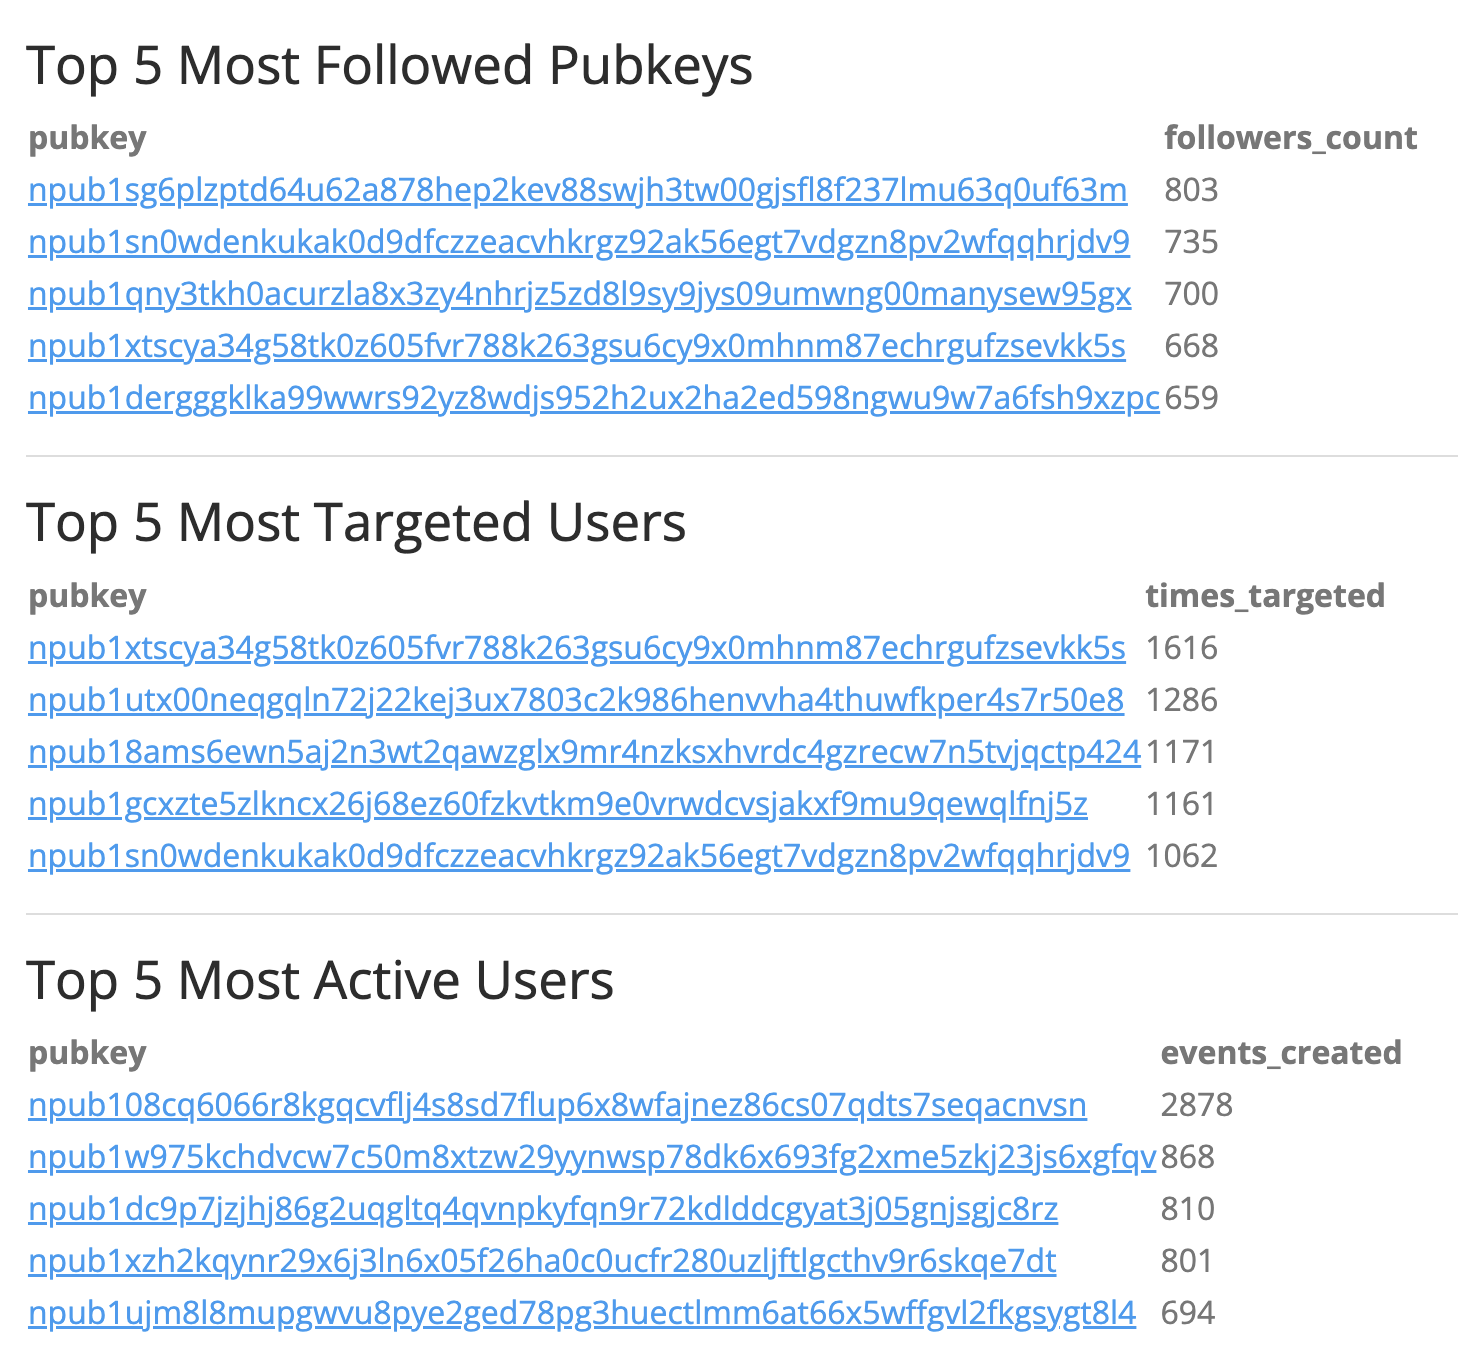 Top 5 Most Followed Pubkeys
pubkey followers_count
npub1sg6plzptd64u62a878hep2kev88swjh3tw00gjsfl8f237lmu63q0uf63m 803
npub1sn0wdenkukak0d9dfczzeacvhkrgz92ak56egt7vdgzn8pv2wfqqhrjdv9 735
npub1qny3tkh0acurzla8x3zy4nhrjz5zd8l9sy9jys09umwng00manysew95gx 700
npub1xtscya34g58tk0z605fvr788k263gsu6cy9x0mhnm87echrgufzsevkk5s 668
npub1dergggklka99wwrs92yz8wdjs952h2ux2ha2ed598ngwu9w7a6fsh9xzpc 659
Top 5 Most Targeted Users
pubkey times_targeted
npub1xtscya34g58tk0z605fvr788k263gsu6cy9x0mhnm87echrgufzsevkk5s 1616
npub1utx00neqgqln72j22kej3ux7803c2k986henvvha4thuwfkper4s7r50e8 1286
npub18ams6ewn5aj2n3wt2qawzglx9mr4nzksxhvrdc4gzrecw7n5tvjqctp424 1171
npub1gcxzte5zlkncx26j68ez60fzkvtkm9e0vrwdcvsjakxf9mu9qewqlfnj5z 1161
npub1sn0wdenkukak0d9dfczzeacvhkrgz92ak56egt7vdgzn8pv2wfqqhrjdv9 1062
Top 5 Most Active Users
pubkey events_created
npub108cq6066r8kgqcvflj4s8sd7flup6x8wfajnez86cs07qdts7seqacnvsn 2878
npub1w975kchdvcw7c50m8xtzw29yynwsp78dk6x693fg2xme5zkj23js6xgfqv 868
npub1dc9p7jzjhj86g2uqgltq4qvnpkyfqn9r72kdlddcgyat3j05gnjsgjc8rz 810
npub1xzh2kqynr29x6j3ln6x05f26ha0c0ucfr280uzljftlgcthv9r6skqe7dt 801
npub1ujm8l8mupgwvu8pye2ged78pg3huectlmm6at66x5wffgvl2fkgsygt8l4 694